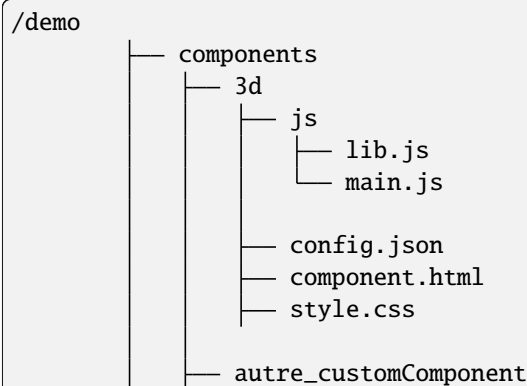 /demo
components
3d
js
lib.js
main.js
config.json
component.html
style.css
autre_customComponent